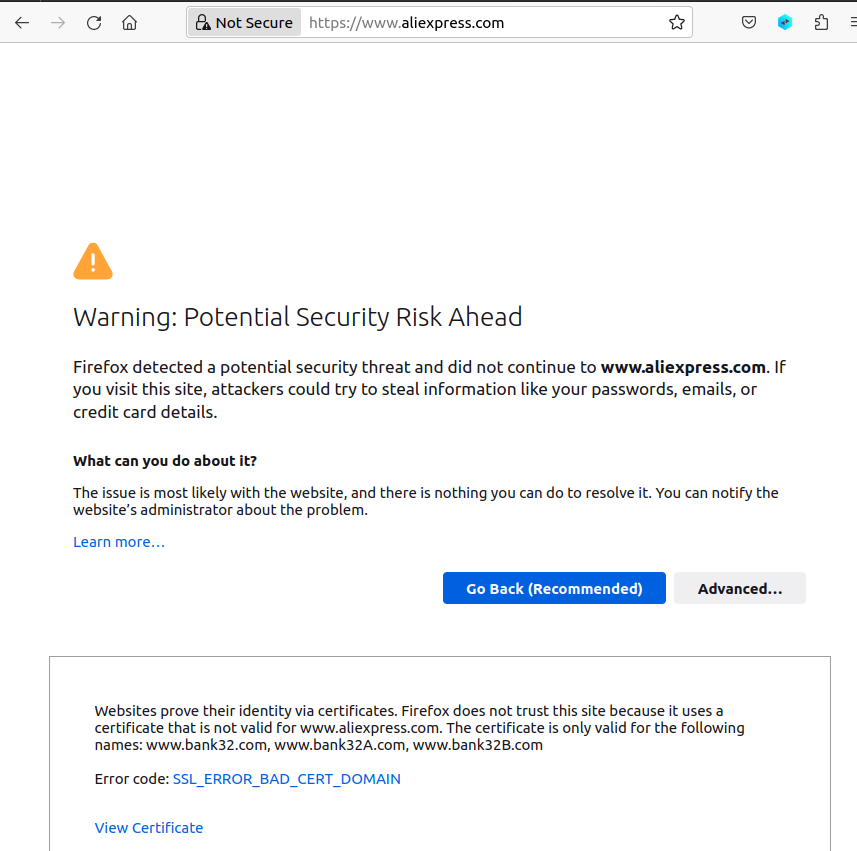 Not Secure https://www.aliexpress.com
Warning: Potential Security Risk Ahead
Firefox detected a potential security threat and did not continue to www.aliexpress.com. If
you visit this site, attackers could try to steal information like your passwords, emails, or
credit card details.
What can you do about it?
The issue is most likely with the website, and there is nothing you can do to resolve it. You can notify the
website’s administrator about the problem.
Learn more…
Go Back (Recommended) Advanced…
Websites prove their identity via certificates. Firefox does not trust this site because it uses a
certificate that is not valid for www.aliexpress.com. The certificate is only valid for the following
names: www.bank32.com, www.bank32A.com, www.bank32B.com
Error code: SSL_ERROR_BAD_CERT_DOMAIN
View Certificate